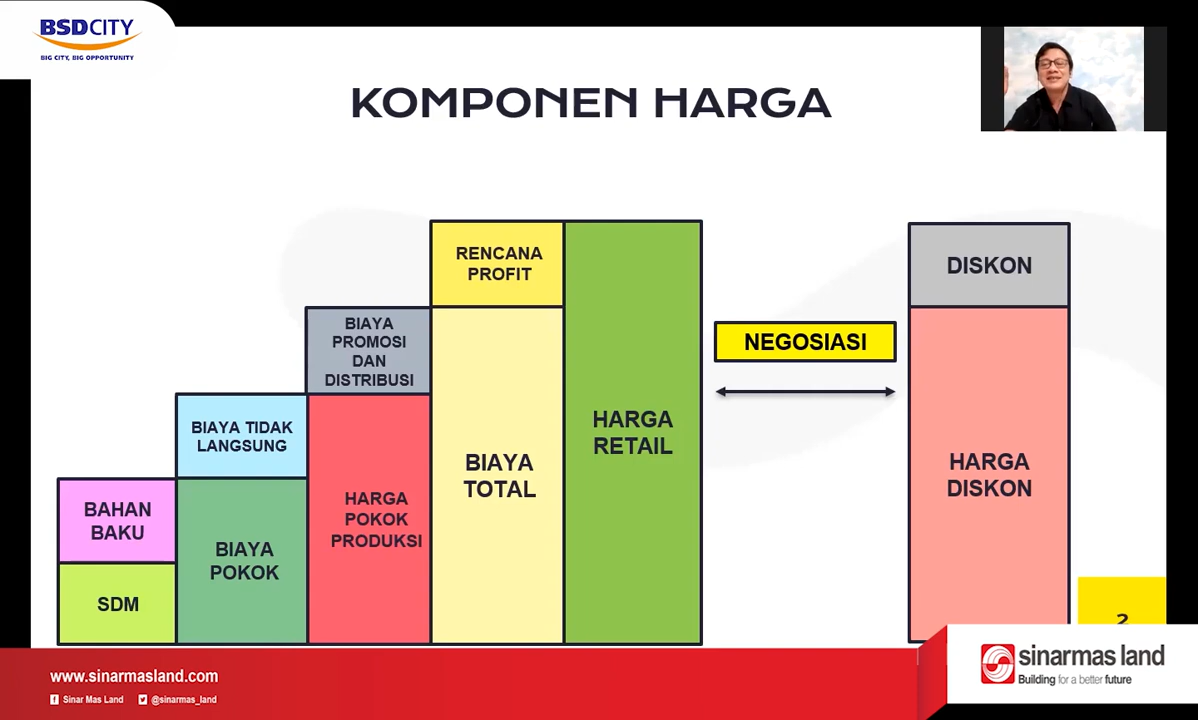 BSDCITY
BIG CITY, BIG OPPORTUNITY
KOMPONEN HARGA
RENCANA
PROFIT
DISKON
BIAYA
PROMOSI
DAN
DISTRIBUSI
NEGOSIASI
BIAYA TIDAK
LANGSUNG
HARGA
RETAIL
BIAYA
TOTAL
HARGA
DISKON
BAHAN
BAKU
HARGA
POKOK
PRODUKSI
BIAYA
POKOK
SDM
2
www.sinarmasland.com
Sinar Mas Land
@sinarmas_land
sinarmas land
Building for a better future